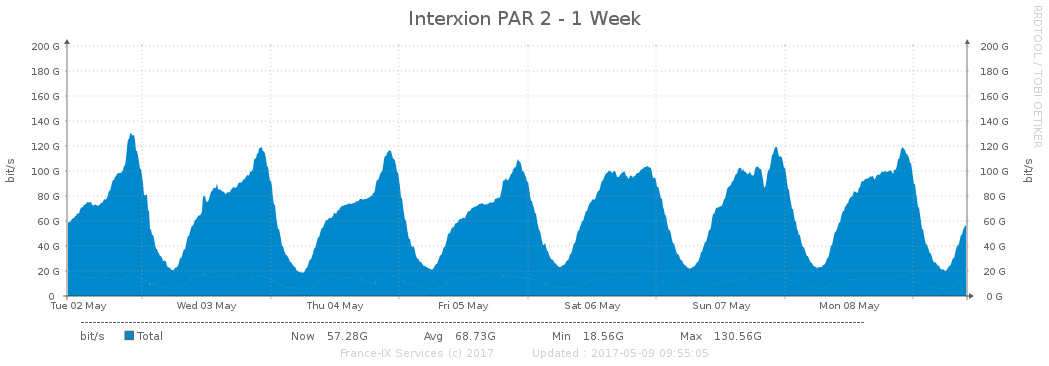 Interxion PAR 2 - 1 Week
RRDTOOL / TOBI OETIKER
bit/s
200 G 200 G
180 G 180 G
160 G 160 G
140 G 140 G
120 G 120 G
100 G 100 G
80 G 80 G
60 G 60 G
40 G 40 G
20 G 20 G
0 0 G
bit/s
Tue 02 May Wed 03 May Thu 04 May Fri 05 May Sat 06 May Sun 07 May Mon 08 May
bit/s Total Now 57.28G Avg 68.73G Min 18.56G Max 130.56G
France-IX Services (c) 2017 Updated : 2017-05-09 09:55:05